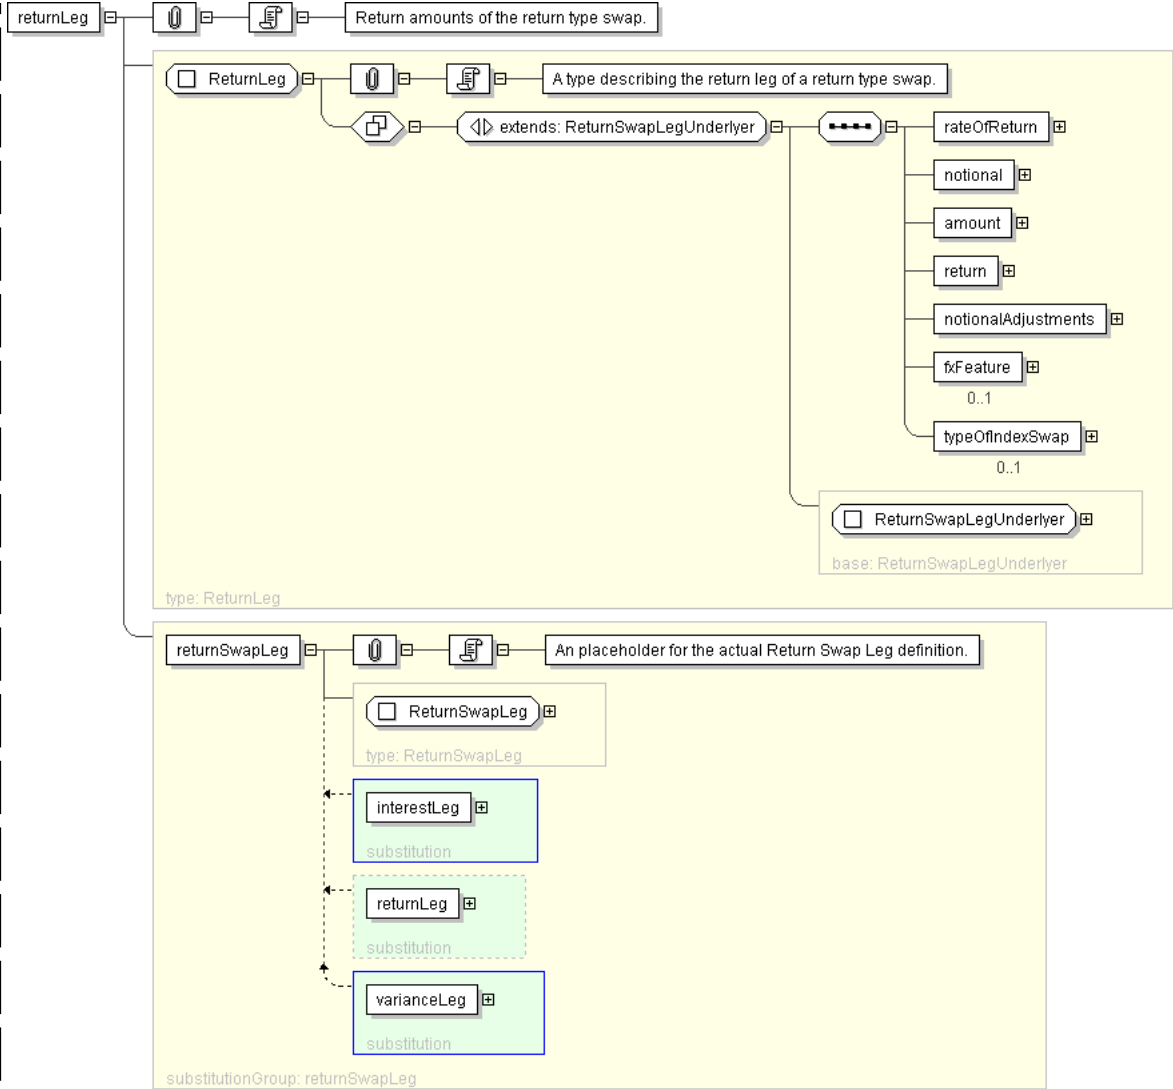 returnLeg
Return amounts of the return type swap.
ReturnLeg
A type describing the return leg of a return type swap.
extends: ReturnSwapLegUnderlyer
rateOfReturn
notional
amount
return
notionalAdjustments
fxFeature
0..1
typeOfIndexSwap
0..1
ReturnSwapLegUnderlyer
base: ReturnSwapLegUnderlyer
type: ReturnLeg
returnSwapLeg
An placeholder for the actual Return Swap Leg definition.
ReturnSwapLeg
type: ReturnSwapLeg
interestLeg
substitution
returnLeg
substitution
varianceLeg
substitution
substitutionGroup: returnSwapLeg